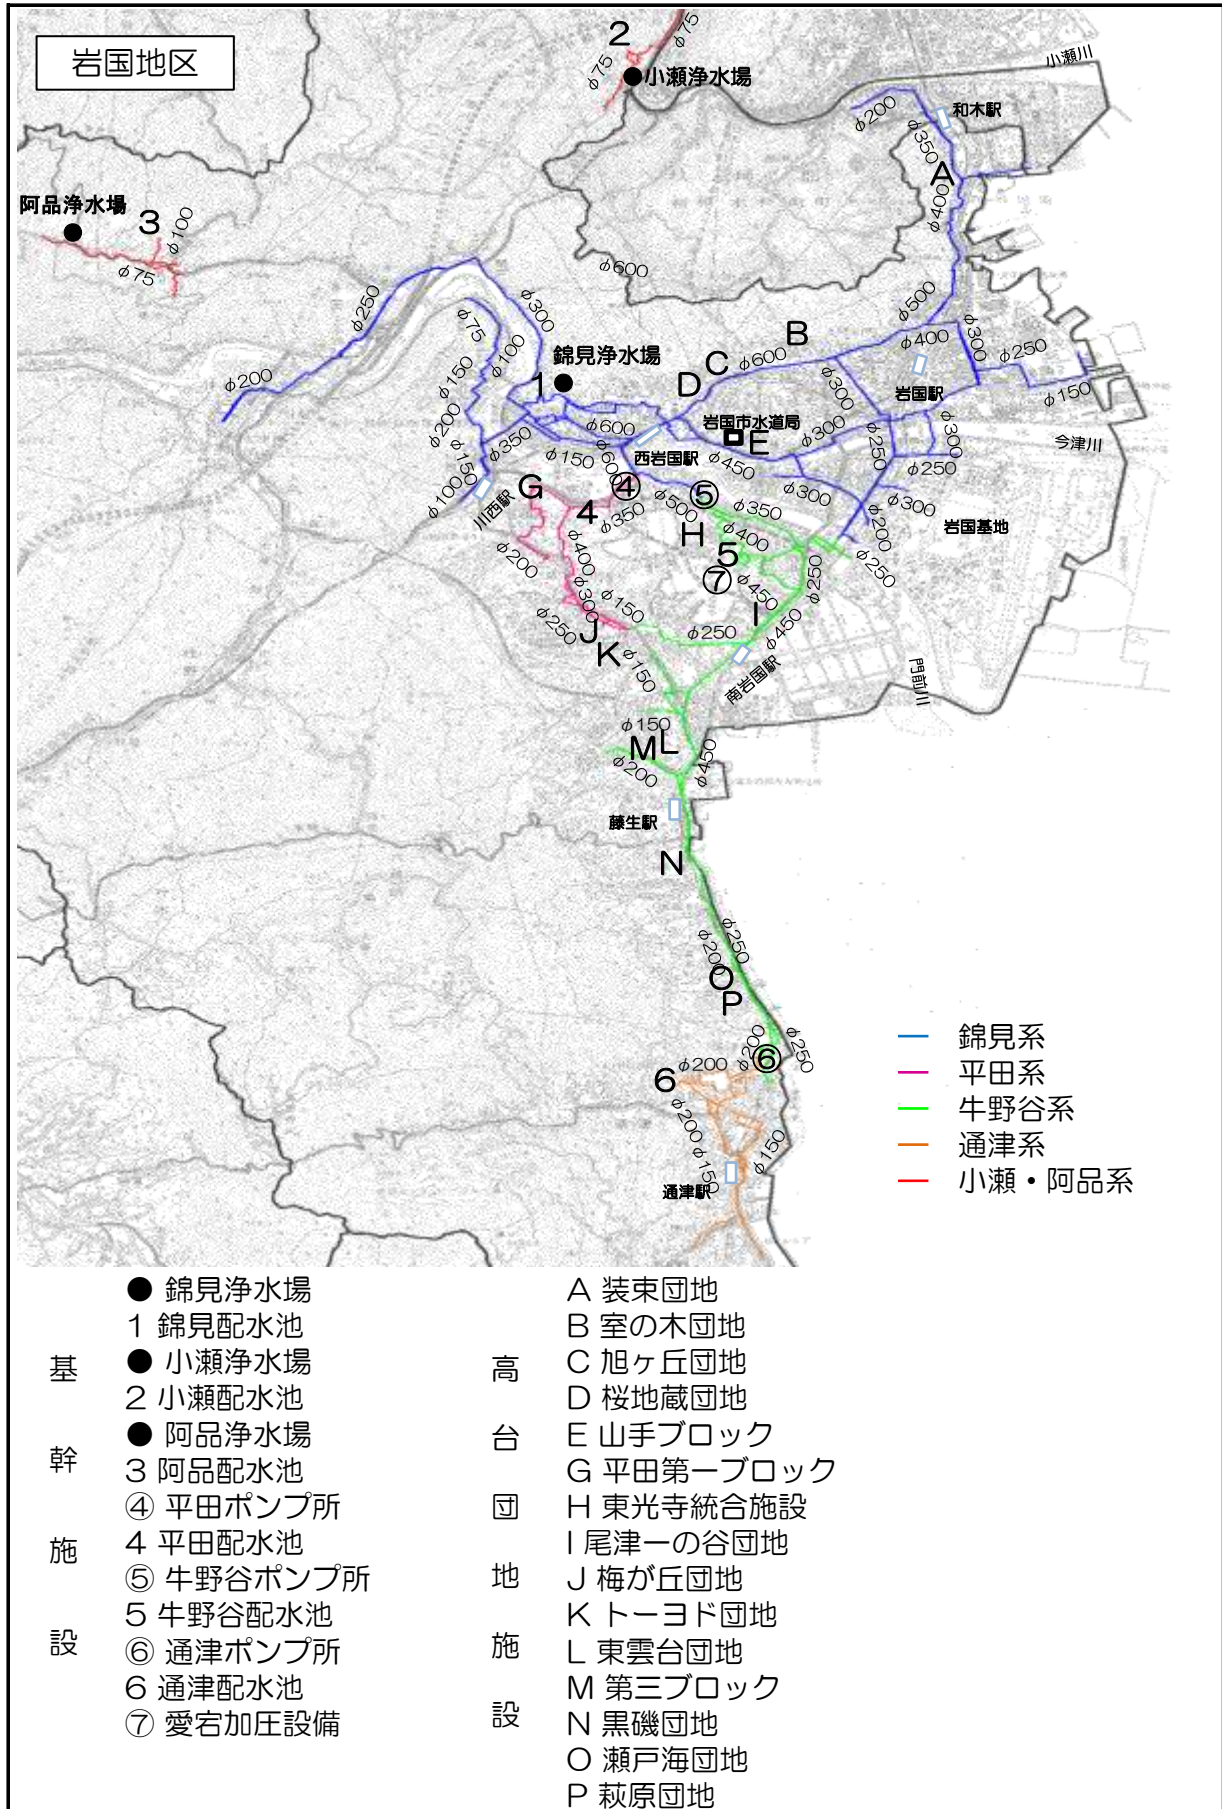 岩国地区
2
φ75
φ75
小瀬浄水場
小瀬川
和木駅
φ200
φ350
A
φ400
阿品浄水場
3
φ100
φ75
φ600
φ250
φ300
φ75
φ100
φ150
φ200
φ200
φ150
φ100
φ350
錦見浄水場
1
φ500
B
C
D
φ600
φ400
φ300
φ250
φ150
岩国駅
φ300
岩国市水道局
E
φ300
φ600
φ150
φ600
西岩国駅
φ450
φ250
φ300
φ250
今津川
φ300
φ300
φ200
岩国基地
川西駅
G
④
4
φ350
φ500
⑤
φ350
H
φ400
5
⑦
φ450
φ250
φ250
φ200
φ400
φ300
φ150
φ250
J
K
I
φ450
φ250
φ150
南岩国駅
門前川
φ150
M
L
φ200
φ450
藤生駅
N
φ250
φ200
O
P
φ200
φ250
⑥
φ200
6
φ200
φ150
φ150
通津駅
錦見系
平田系
牛野谷系
通津系
小瀬・阿品系
基幹施設
● 錦見浄水場
1 錦見配水池
● 小瀬浄水場
2 小瀬配水池
● 阿品浄水場
3 阿品配水池
④ 平田ポンプ所
4 平田配水池
⑤ 牛野谷ポンプ所
5 牛野谷配水池
⑥ 通津ポンプ所
6 通津配水池
⑦ 愛宕加圧設備
高台団地施設
A 装束団地
B 室の木団地
C 旭ヶ丘団地
D 桜地蔵団地
E 山手ブロック
G 平田第一ブロック
H 東光寺統合施設
I 尾津一の谷団地
J 梅が丘団地
K トーヨド団地
L 東雲台団地
M 第三ブロック
N 黒磯団地
O 瀬戸海団地
P 萩原団地